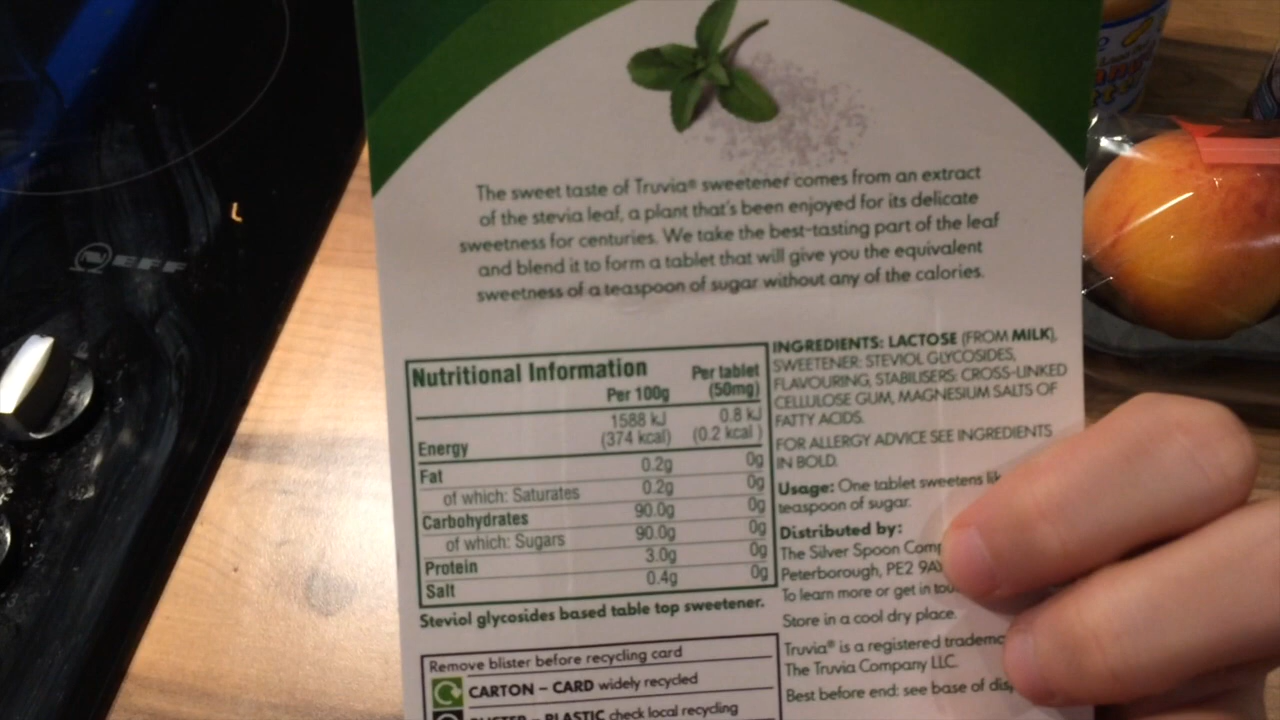 NEFF
The sweet taste of Truvia® sweetener comes from an extract
of the stevia leaf, a plant that's been enjoyed for its delicate
sweetness for centuries. We take the best-tasting part of the leaf
and blend it to form a tablet that will give you the equivalent
sweetness of a teaspoon of sugar without any of the calories.
Nutritional Information
Per 100g Per tablet (50mg)
Energy 1588 kJ 0.8 kJ
(374 kcal) (0.2 kcal)
Fat 0.2g 0g
of which: Saturates 0.2g 0g
Carbohydrates 90.0g 0g
of which: Sugars 90.0g 0g
Protein 3.0g 0g
Salt 0.4g 0g
Steviol glycosides based table top sweetener.
Remove blister before recycling card
CARTON – CARD widely recycled
BLISTER – PLASTIC check local recycling
INGREDIENTS: LACTOSE (FROM MILK),
SWEETENER: STEVIOL GLYCOSIDES,
FLAVOURING, STABILISERS: CROSS-LINKED
CELLULOSE GUM, MAGNESIUM SALTS OF
FATTY ACIDS.
FOR ALLERGY ADVICE SEE INGREDIENTS
IN BOLD.
Usage: One tablet sweetens
teaspoon of sugar.
Distributed by:
The Silver Spoon
Peterborough, PE2
To learn more or get in
Store in a cool dry place.
Truvia® is a registered
The Truvia Company LLC.
Best before end: see base of